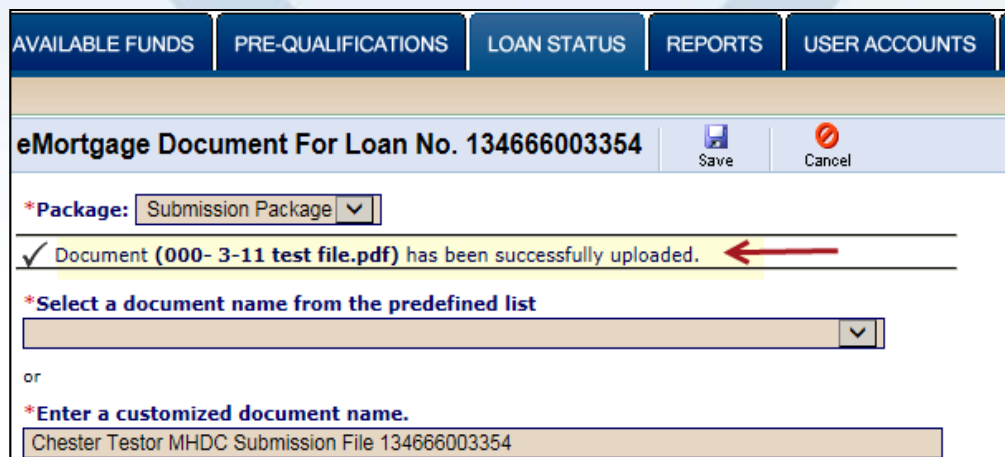 AVAILABLE FUNDS PRE-QUALIFICATIONS LOAN STATUS REPORTS USER ACCOUNTS
eMortgage Document For Loan No. 134666003354 Save Cancel
*Package: Submission Package
Document (000- 3-11 test file.pdf) has been successfully uploaded.
*Select a document name from the predefined list
or
*Enter a customized document name.
Chester Testor MHDC Submission File 134666003354